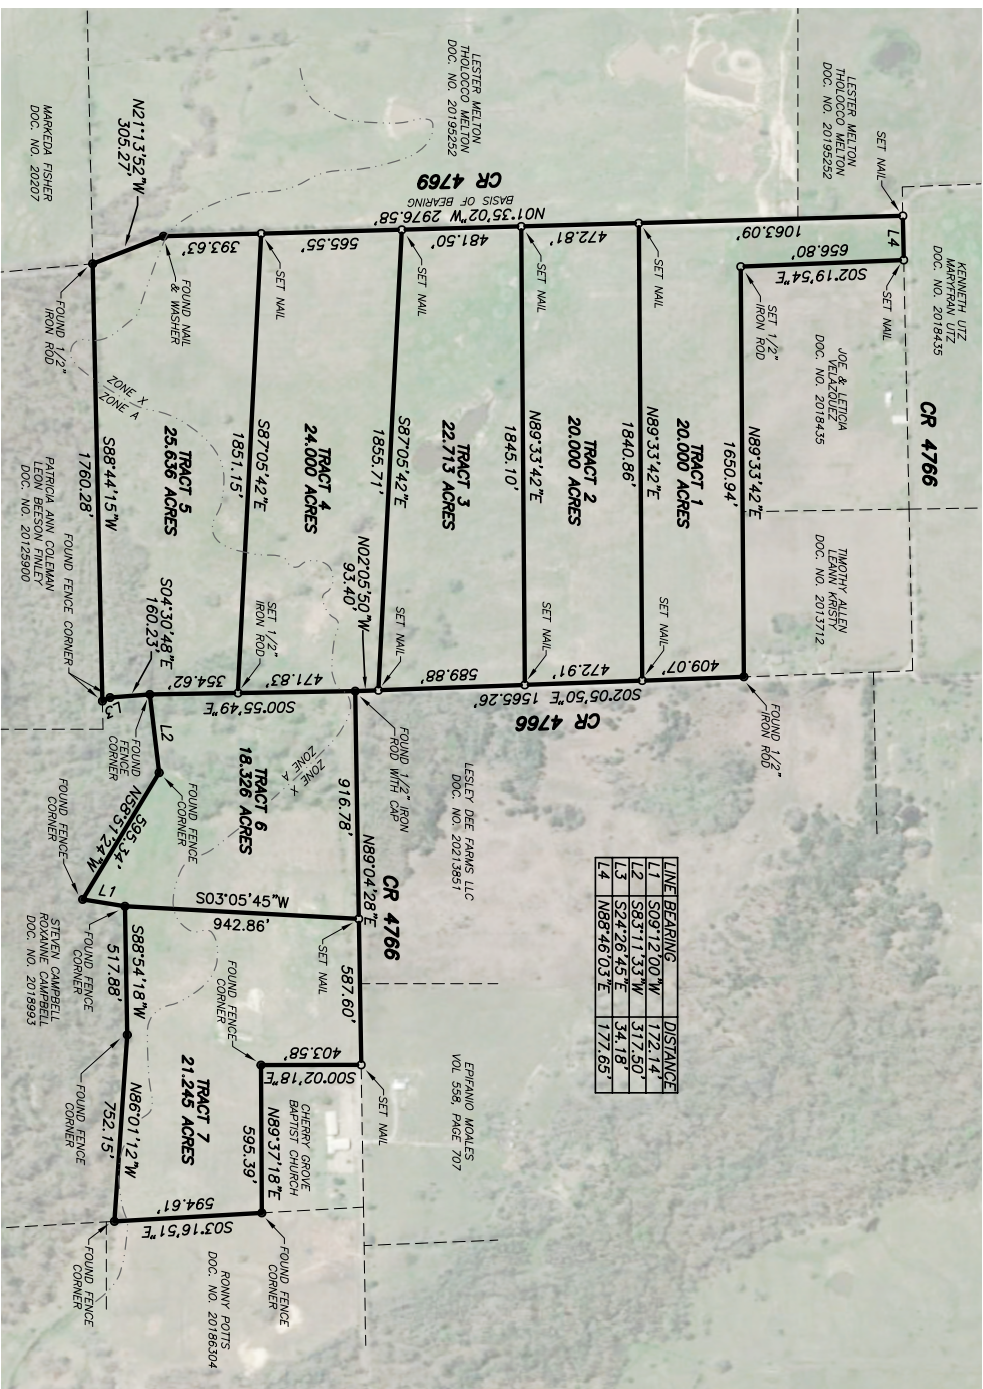 KENNETH UTZ
MARYFRAN UTZ
DOC. NO. 2018435
CR 4766
LESTER MELTON
THOLOCCO MELTON
DOC. NO. 20195252
SET NAIL
L4
SET NAIL
1063.09'
656.80'
S02°19'54"E
SET 1/2"
IRON ROD
JOE & LETICIA
VELAZQUEZ
DOC. NO. 2018435
TIMOTHY ALLEN
LEANN KRISTY
DOC. NO. 2013712
N89°33'42"E
1650.94'
FOUND 1/2"
IRON ROD
TRACT 1
20.000 ACRES
409.07'
SET NAIL
N89°33'42"E
1840.86'
SET NAIL
472.81'
TRACT 2
20.000 ACRES
472.91'
S02°05'50"E 1565.26'
CR 4766
N89°33'42"E
1845.10'
SET NAIL
LESTER MELTON
THOLOCCO MELTON
DOC. NO. 20195252
CR 4769
BASIS OF BEARING
N01°35'02"W 2976.58'
481.50'
TRACT 3
22.713 ACRES
589.88'
SET NAIL
S87°05'42"E
1855.71'
SET NAIL
N02°05'50"W
93.40'
565.55'
TRACT 4
24.000 ACRES
471.83'
S00°55'49"E
SET NAIL
S87°05'42"E
1851.15'
SET 1/2"
IRON ROD
393.63'
FOUND NAIL
& WASHER
TRACT 5
25.636 ACRES
354.62'
N21°13'52"W
305.27'
ZONE X
ZONE A
S04°30'48"E
160.23'
FOUND 1/2"
IRON ROD
S88°44'15"W
1760.28'
FOUND FENCE CORNER
L3
MARKEDA FISHER
DOC. NO. 20207
PATRICIA ANN COLEMAN
LEON BEESON FINLEY
DOC. NO. 20125900
LINE BEARING DISTANCE
L1 S09°12'00"W 172.14'
L2 S83°11'33"W 317.50'
L3 S24°26'45"E 34.18'
L4 N88°46'03"E 177.65'
LESLEY DEE FARMS LLC
DOC. NO. 20213851
EPIFANIO MOALES
VOL 558, PAGE 707
FOUND 1/2" IRON
ROD WITH CAP
CR 4766
N89°04'28"E
916.78'
587.60'
SET NAIL
SET NAIL
ZONE X
ZONE A
TRACT 6
18.326 ACRES
S03°05'45"W
942.86'
L2
FOUND
FENCE
CORNER
FOUND FENCE
CORNER
N58°51'24"W
595.34'
L1
FOUND FENCE
CORNER
FOUND FENCE
CORNER
S88°54'18"W
517.88'
STEVEN CAMPBELL
ROXANNE CAMPBELL
DOC. NO. 2018993
403.58'
S00°02'18"E
FOUND FENCE
CORNER
CHERRY GROVE
BAPTIST CHURCH
N89°37'18"E
595.39'
TRACT 7
21.245 ACRES
594.61'
S03°16'51"E
FOUND FENCE
CORNER
N86°01'12"W
752.15'
FOUND FENCE
CORNER
FOUND FENCE
CORNER
RONNY POTTS
DOC. NO. 20186304